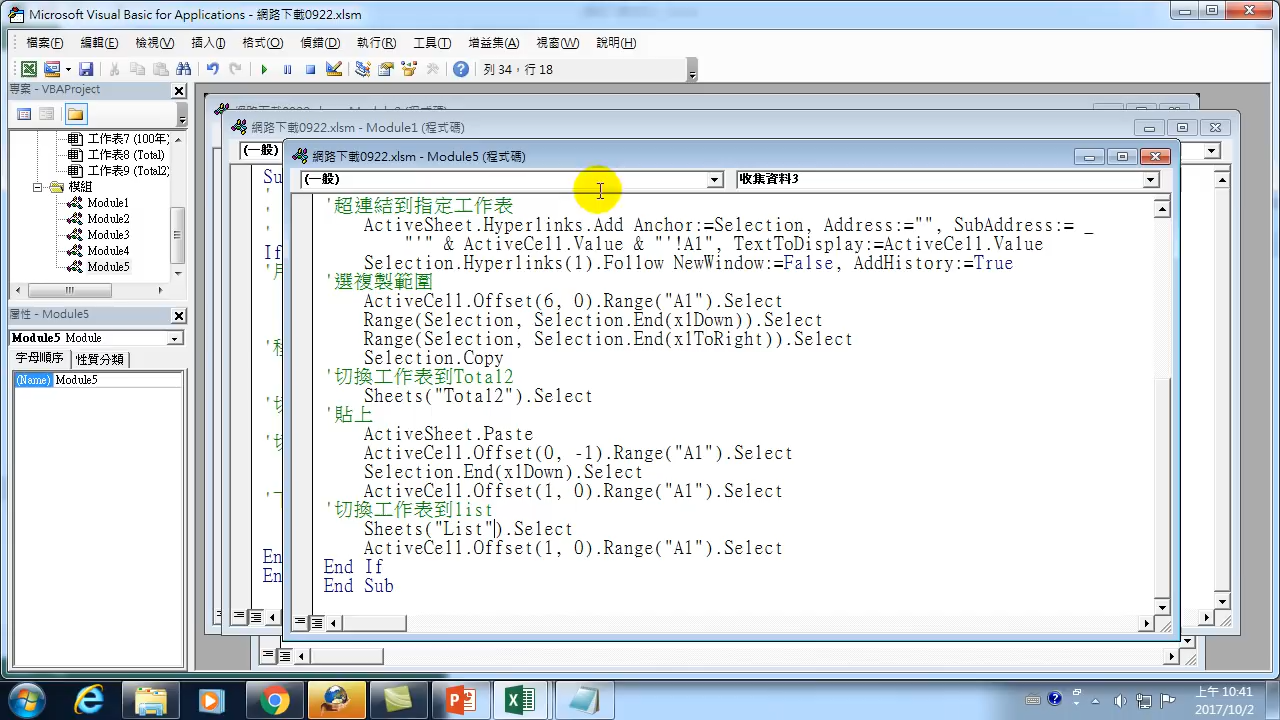 Microsoft Visual Basic for Applications - 網路下載0922.xlsm
檔案(F) 編輯(E) 檢視(V) 插入(I) 格式(O) 偵錯(D) 執行(R) 工具(T) 增益集(A) 視窗(W) 說明(H)
列 34，行 18
專案 - VBAProject
工作表7 (100年)
工作表8 (Total)
工作表9 (Total2)
模組
Module1
Module2
Module3
Module4
Module5
屬性 - Module5
Module5 Module
字母順序 性質分類
(Name) Module5
網路下載0922.xlsm - Module1 (程式碼)
(一般)
網路下載0922.xlsm - Module5 (程式碼)
(一般) 收集資料3
'超連結到指定工作表
ActiveSheet.Hyperlinks.Add Anchor:=Selection, Address:="", SubAddress:= _
"'" & ActiveCell.Value & "'!A1", TextToDisplay:=ActiveCell.Value
Selection.Hyperlinks(1).Follow NewWindow:=False, AddHistory:=True
'選複製範圍
ActiveCell.Offset(6, 0).Range("A1").Select
Range(Selection, Selection.End(xlDown)).Select
Range(Selection, Selection.End(xlToRight)).Select
Selection.Copy
'切換工作表到Total2
Sheets("Total2").Select
'貼上
ActiveSheet.Paste
ActiveCell.Offset(0, -1).Range("A1").Select
Selection.End(xlDown).Select
ActiveCell.Offset(1, 0).Range("A1").Select
'切換工作表到list
Sheets("List").Select
ActiveCell.Offset(1, 0).Range("A1").Select
End If
End Sub
上午 10:41
2017/10/2